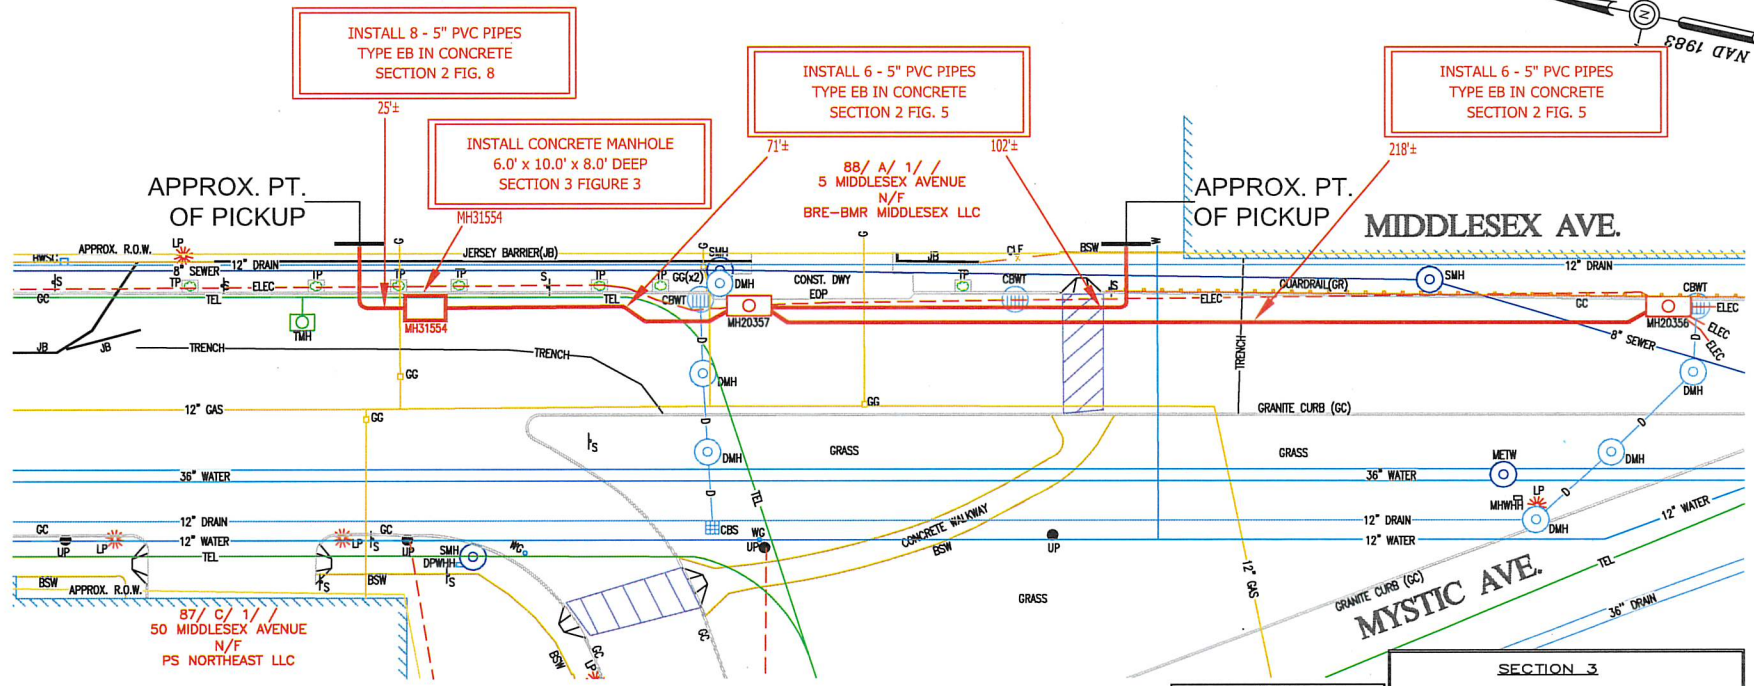 NAD 1983
N
INSTALL 8 - 5" PVC PIPES
TYPE EB IN CONCRETE
SECTION 2 FIG. 8
25'±
INSTALL CONCRETE MANHOLE
6.0' x 10.0' x 8.0' DEEP
SECTION 3 FIGURE 3
MH31554
INSTALL 6 - 5" PVC PIPES
TYPE EB IN CONCRETE
SECTION 2 FIG. 5
71'±
102'±
INSTALL 6 - 5" PVC PIPES
TYPE EB IN CONCRETE
SECTION 2 FIG. 5
218'±
APPROX. PT.
OF PICKUP
88/ A/ 1/ /
5 MIDDLESEX AVENUE
N/F
BRE-BMR MIDDLESEX LLC
APPROX. PT.
OF PICKUP
MIDDLESEX AVE.
APPROX. R.O.W.
LP
G
JERSEY BARRIER(JB)
G
SMH
G
JB
CLF
BSW
W
8" SEWER
12" DRAIN
12" DRAIN
S
TP
S
ELEC
TP
TP
TP
S
TP
TP
GG(x2)
DMH
CONST. DWY
EOP
TP
CBWT
JS
SMH
GUARDRAIL(GR)
CBWT
GC
TEL
TEL
CBWT
ELEC
GC
ELEC
TMH
MH31554
MH20357
MH20356
ELEC
ELEC
JB
JB
TRENCH
TRENCH
D
TRENCH
8" SEWER
D
GG
DMH
DMH
12" GAS
GG
GG
GRANITE CURB (GC)
D
D
S
DMH
GRASS
GRASS
METW
DMH
36" WATER
36" WATER
LP
MHWHH
D
D
TEL
12" DRAIN
CBS
CONCRETE WALKWAY
BSW
12" DRAIN
DMH
12" WATER
GC
UP
LP
12" WATER
TEL
LP
S
GC
UP
SMH
DPWHH
WG
WG
UP
UP
12" WATER
BSW
APPROX. R.O.W.
S
BSW
S
12" GAS
GRASS
GRANITE CURB (GC)
MYSTIC AVE.
TEL
36" DRAIN
87/ C/ 1/ /
50 MIDDLESEX AVENUE
N/F
PS NORTHEAST LLC
BSW
GC
LP
GC
SECTION 3